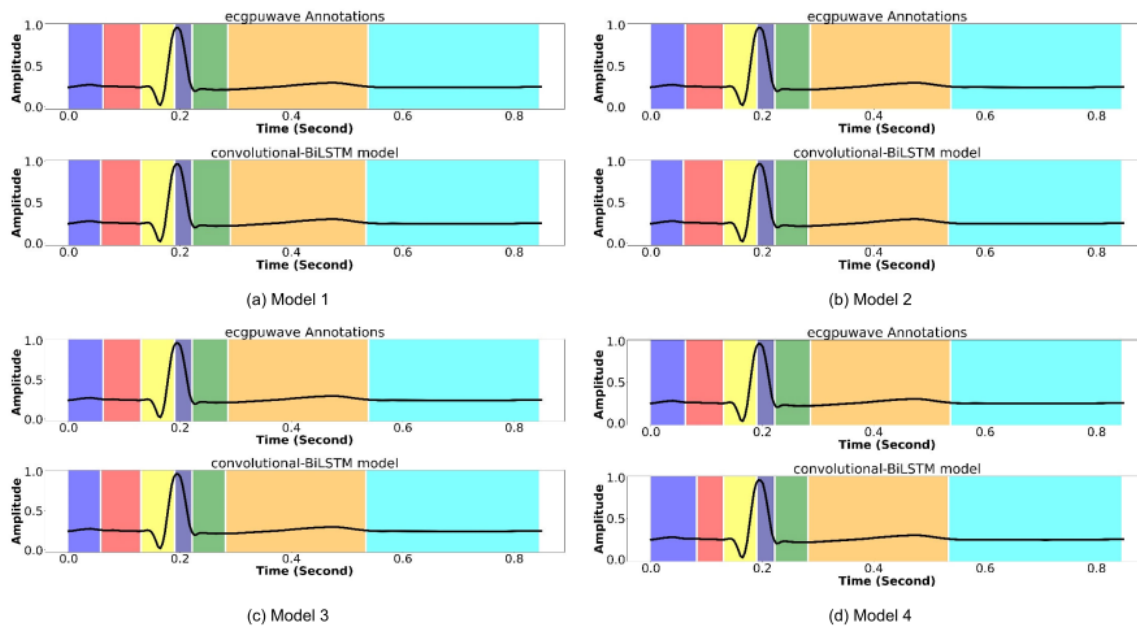 ecgpuwave Annotations
Amplitude
1.0
0.5
0.0
0.0 0.2 0.4 0.6 0.8
Time (Second)
convolutional-BiLSTM model
Amplitude
1.0
0.5
0.0
0.0 0.2 0.4 0.6 0.8
Time (Second)
(a) Model 1
ecgpuwave Annotations
Amplitude
1.0
0.5
0.0
0.0 0.2 0.4 0.6 0.8
Time (Second)
convolutional-BiLSTM model
Amplitude
1.0
0.5
0.0
0.0 0.2 0.4 0.6 0.8
Time (Second)
(b) Model 2
ecgpuwave Annotations
Amplitude
1.0
0.5
0.0
0.0 0.2 0.4 0.6 0.8
Time (Second)
convolutional-BiLSTM model
Amplitude
1.0
0.5
0.0
0.0 0.2 0.4 0.6 0.8
Time (Second)
(c) Model 3
ecgpuwave Annotations
Amplitude
1.0
0.5
0.0
0.0 0.2 0.4 0.6 0.8
Time (Second)
convolutional-BiLSTM model
Amplitude
1.0
0.5
0.0
0.0 0.2 0.4 0.6 0.8
Time (Second)
(d) Model 4